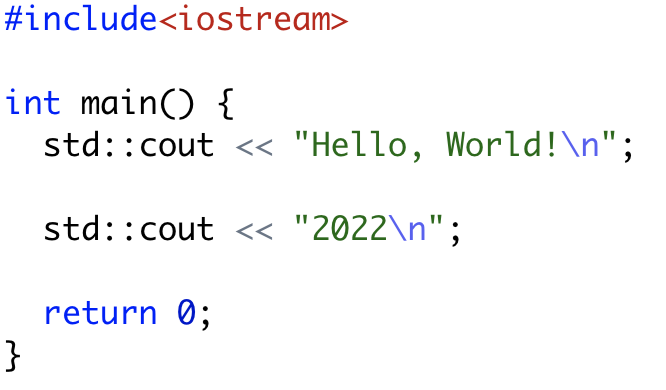 #include<iostream>
int main() {
  std::cout << "Hello, World!\n";
  std::cout << "2022\n";
  return 0;
}